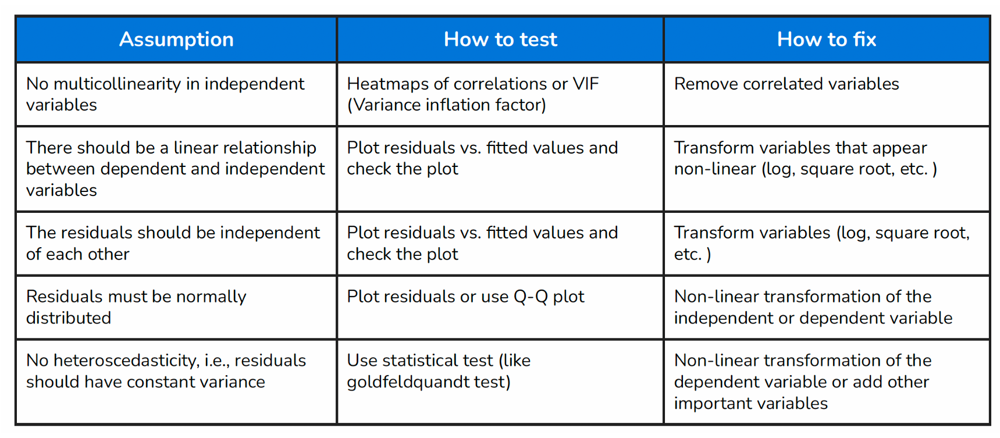 Assumption
How to test
How to fix
No multicollinearity in independent
variables
Heatmaps of correlations or VIF
(Variance inflation factor)
Remove correlated variables
There should be a linear relationship
between dependent and independent
variables
Plot residuals vs. fitted values and
check the plot
Transform variables that appear
non-linear (log, square root, etc. )
The residuals should be independent
of each other
Plot residuals vs. fitted values and
check the plot
Transform variables (log, square root,
etc. )
Residuals must be normally
distributed
Plot residuals or use Q-Q plot
Non-linear transformation of the
independent or dependent variable
No heteroscedasticity, i.e., residuals
should have constant variance
Use statistical test (like
goldfeldquandt test)
Non-linear transformation of the
dependent variable or add other
important variables